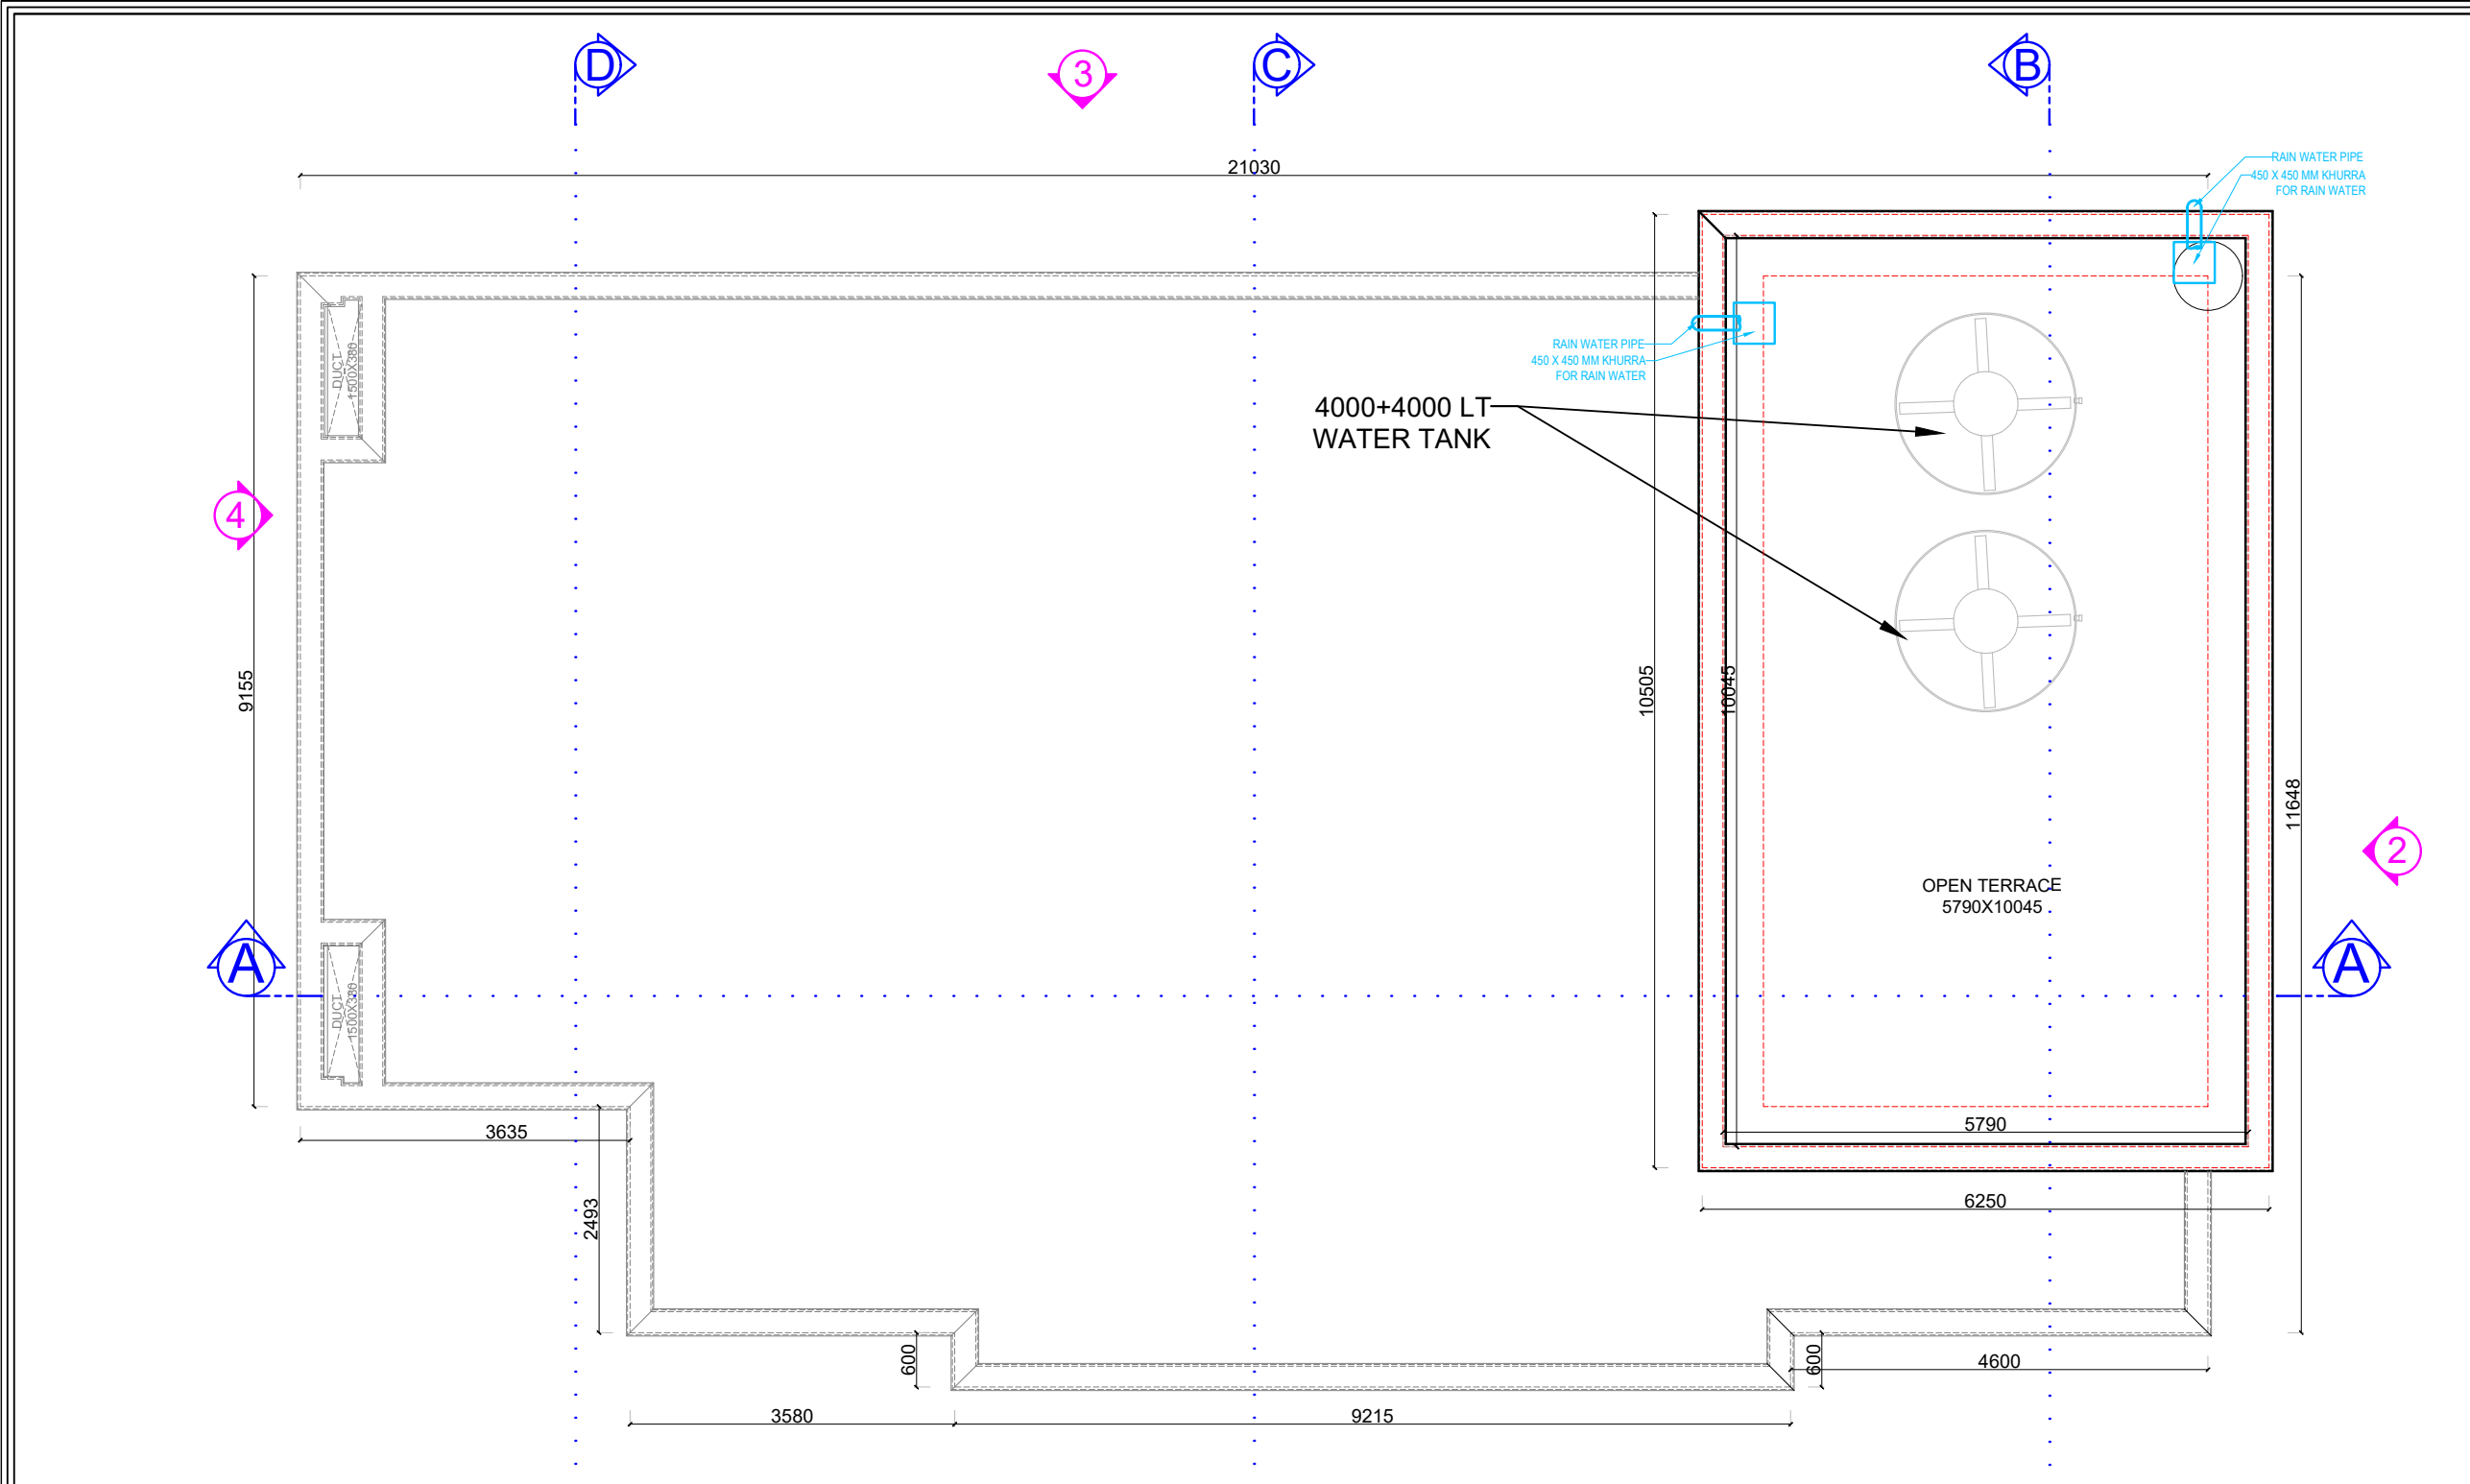 D
3
C
B
RAIN WATER PIPE
450 X 450 MM KHURRA
FOR RAIN WATER
21030
RAIN WATER PIPE
450 X 450 MM KHURRA
FOR RAIN WATER
DUCT
1500X380
4000+4000 LT
WATER TANK
4
9155
10505
10045
11648
2
OPEN TERRACE
5790X10045
A
A
DUCT
1500X380
3635
5790
2493
6250
600
600
4600
3580
9215